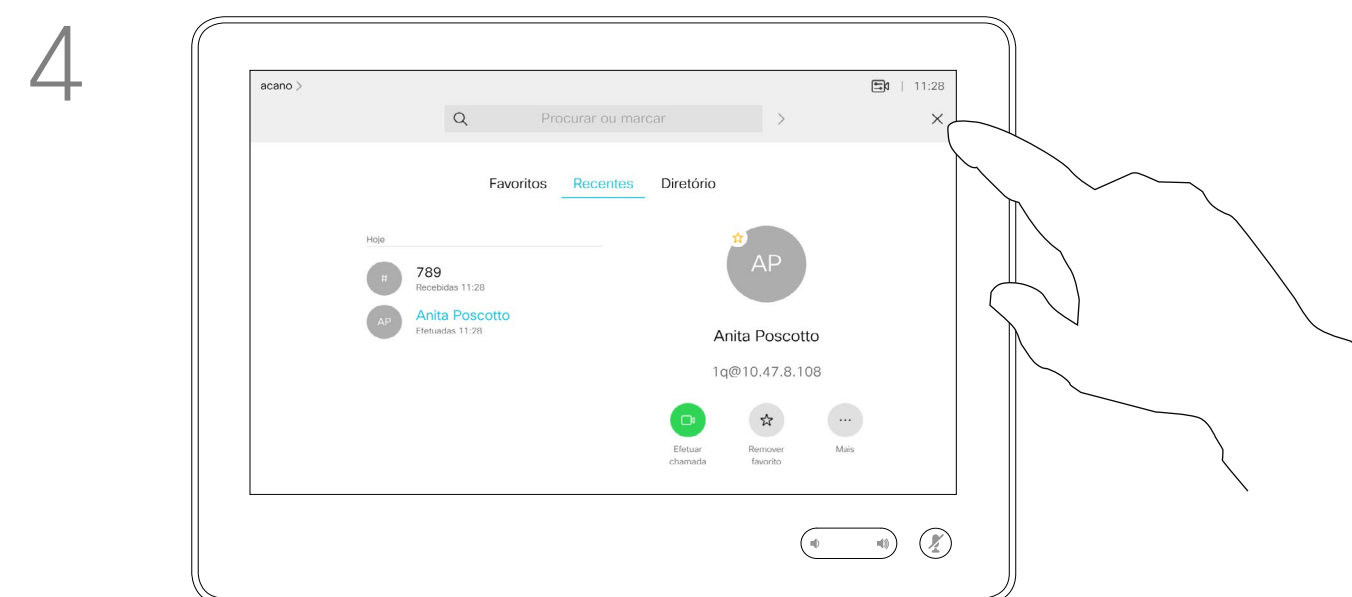 4
acano >
11:28
Procurar ou marcar
Favoritos Recentes Diretório
Hoje
# 789
Recebidas 11:28
AP Anita Poscotto
Efetuadas 11:28
AP
Anita Poscotto
1q@10.47.8.108
Efetuar chamada
Remover favorito
Mais